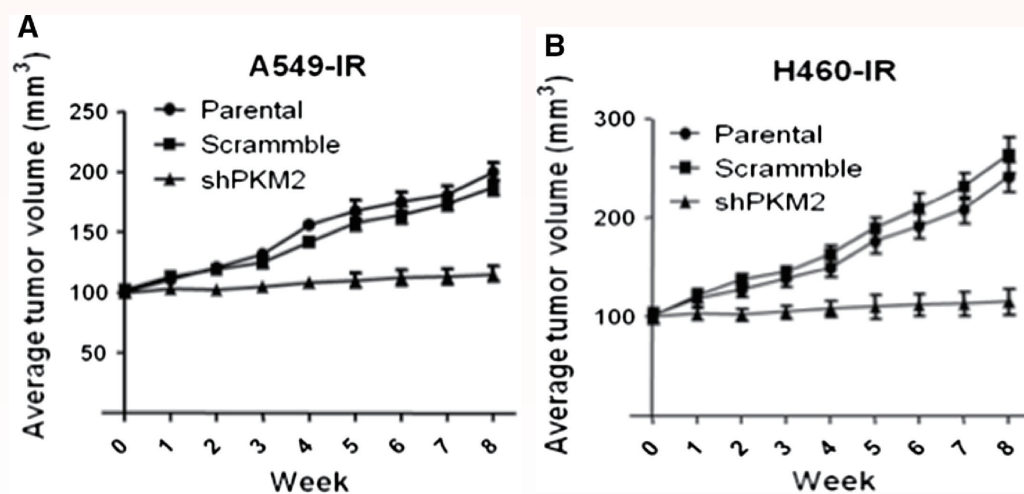 A
A549-IR
Average tumor volume (mm³)
250
200
150
100
50
Parental
Scrammble
shPKM2
0 1 2 3 4 5 6 7 8
Week
B
H460-IR
Average tumor volume (mm³)
300
200
100
Parental
Scrammble
shPKM2
0 1 2 3 4 5 6 7 8
Week